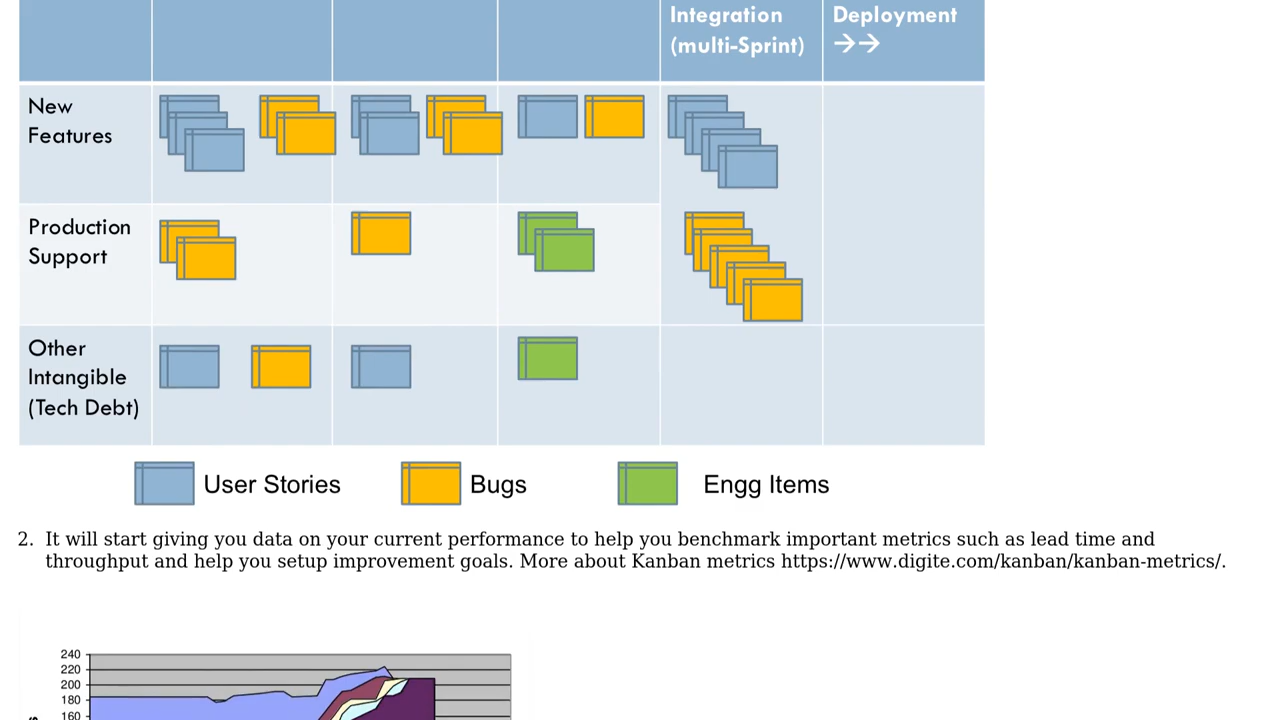 Integration
(multi-Sprint)
Deployment
→→
New
Features
Production
Support
Other
Intangible
(Tech Debt)
User Stories
Bugs
Engg Items
2. It will start giving you data on your current performance to help you benchmark important metrics such as lead time and
throughput and help you setup improvement goals. More about Kanban metrics https://www.digite.com/kanban/kanban-metrics/.
240
220
200
180
160